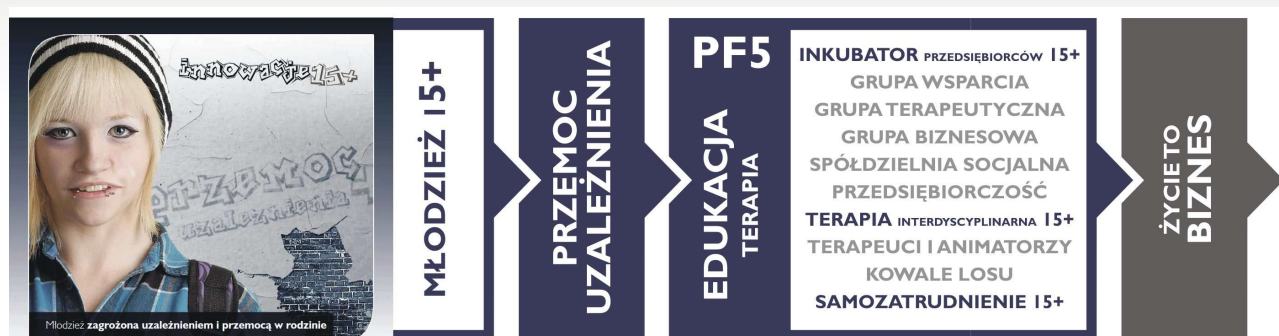 innowacje 15+
przemoc
uzależnienia
Młodzież zagrożona uzależnieniem i przemocą w rodzinie
MŁODZIEŻ 15+
PRZEMOC
UZALEŻNIENIA
PF5
EDUKACJA
TERAPIA
INKUBATOR PRZEDSIĘBIORCÓW 15+
GRUPA WSPARCIA
GRUPA TERAPEUTYCZNA
GRUPA BIZNESOWA
SPÓŁDZIELNIA SOCJALNA
PRZEDSIĘBIORCZOŚĆ
TERAPIA INTERDYSCYPLINARNA 15+
TERAPEUCI I ANIMATORZY
KOWALE LOSU
SAMOZATRUDNIENIE 15+
ŻYCIE TO
BIZNES